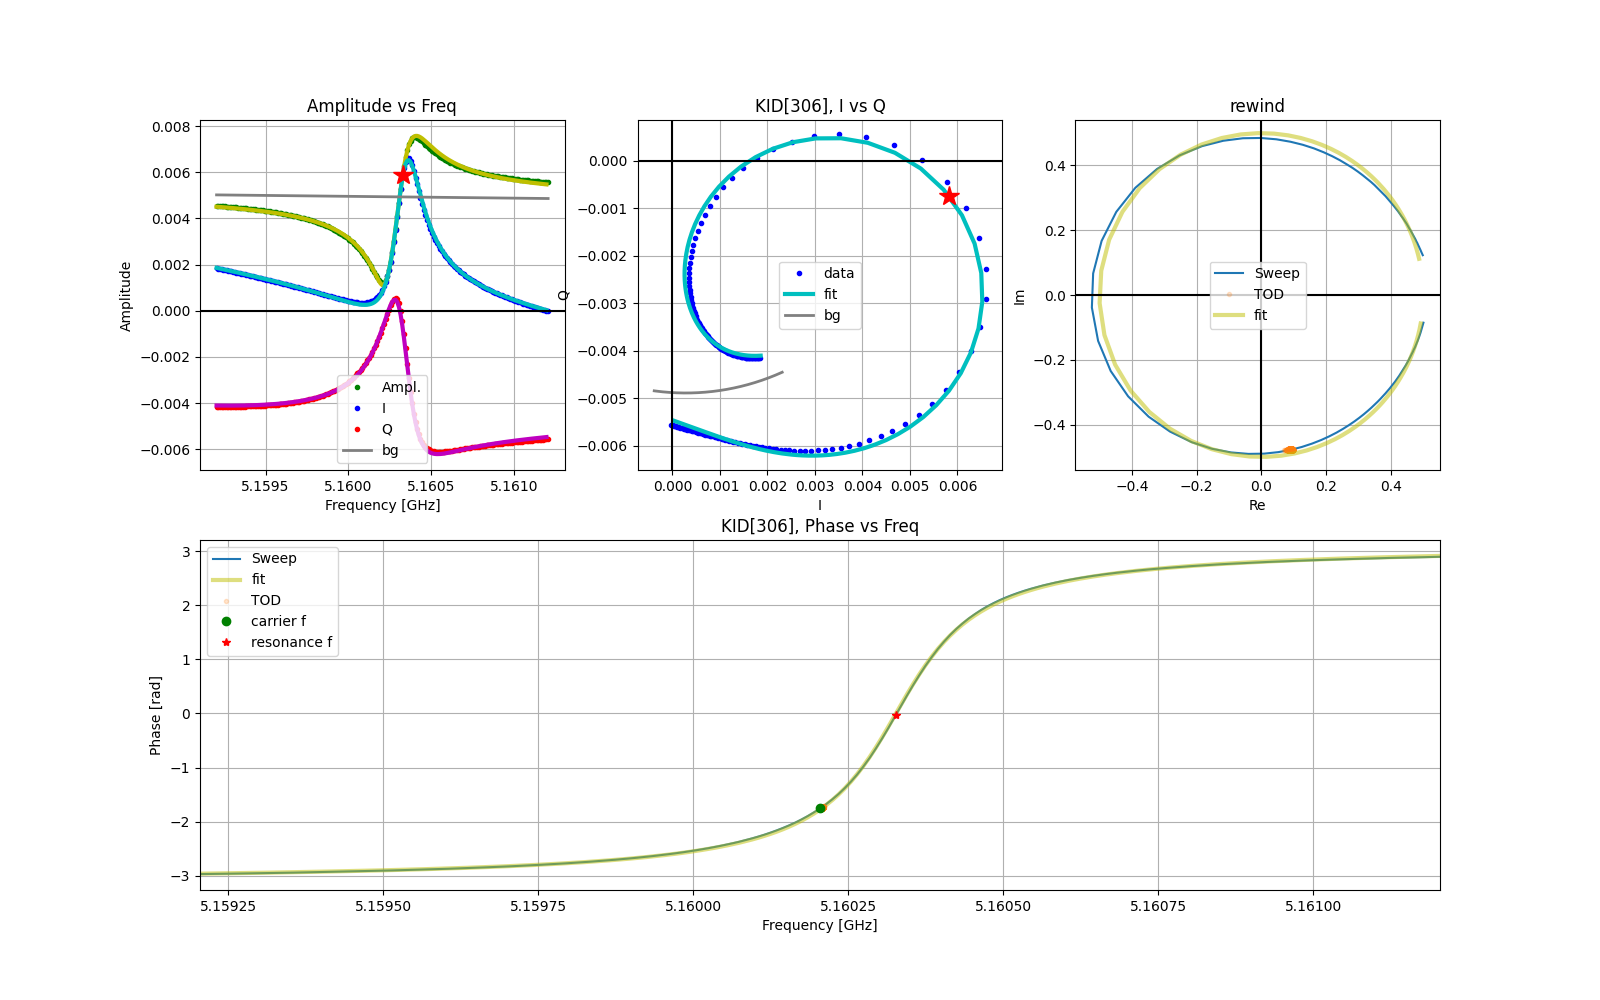 Amplitude vs Freq
0.008
0.006
0.004
0.002
0.000
−0.002
−0.004
−0.006
Amplitude
Ampl.
I
Q
bg
5.1595
5.1600
5.1605
5.1610
Frequency [GHz]
KID[306], I vs Q
0.000
−0.001
−0.002
−0.003
−0.004
−0.005
−0.006
Q
data
fit
bg
0.000
0.001
0.002
0.003
0.004
0.005
0.006
I
rewind
0.4
0.2
0.0
−0.2
−0.4
Im
Sweep
TOD
fit
−0.4
−0.2
0.0
0.2
0.4
Re
KID[306], Phase vs Freq
3
2
1
0
−1
−2
−3
Phase [rad]
Sweep
fit
TOD
carrier f
resonance f
5.15925
5.15950
5.15975
5.16000
5.16025
5.16050
5.16075
5.16100
Frequency [GHz]